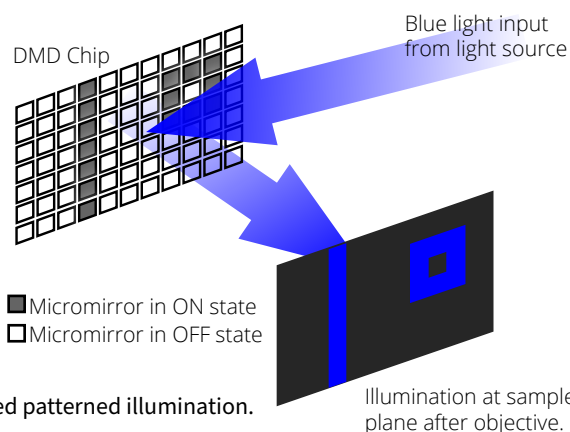 Blue light input
from light source
DMD Chip
Micromirror in ON state
Micromirror in OFF state
patterned illumination.
Illumination at sample
plane after objective.